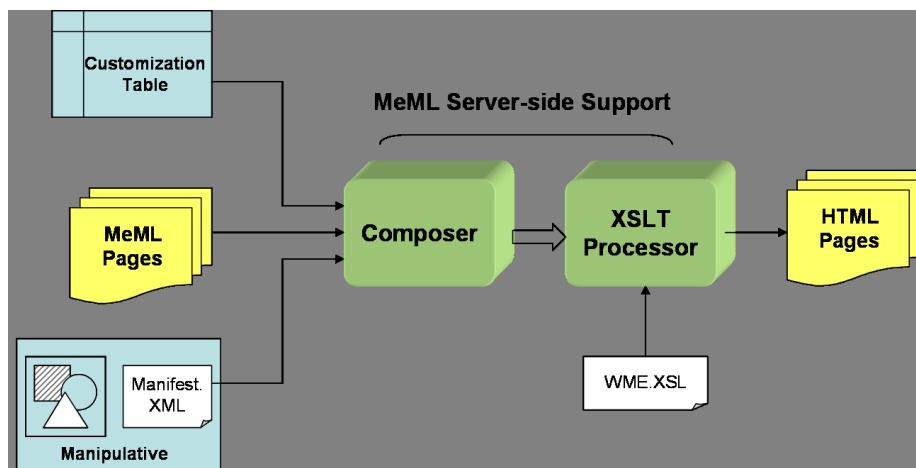 Customization
Table
MeML Server-side Support
MeML
Pages
Composer
XSLT
Processor
HTML
Pages
Manifest.
XML
Manipulative
WME.XSL